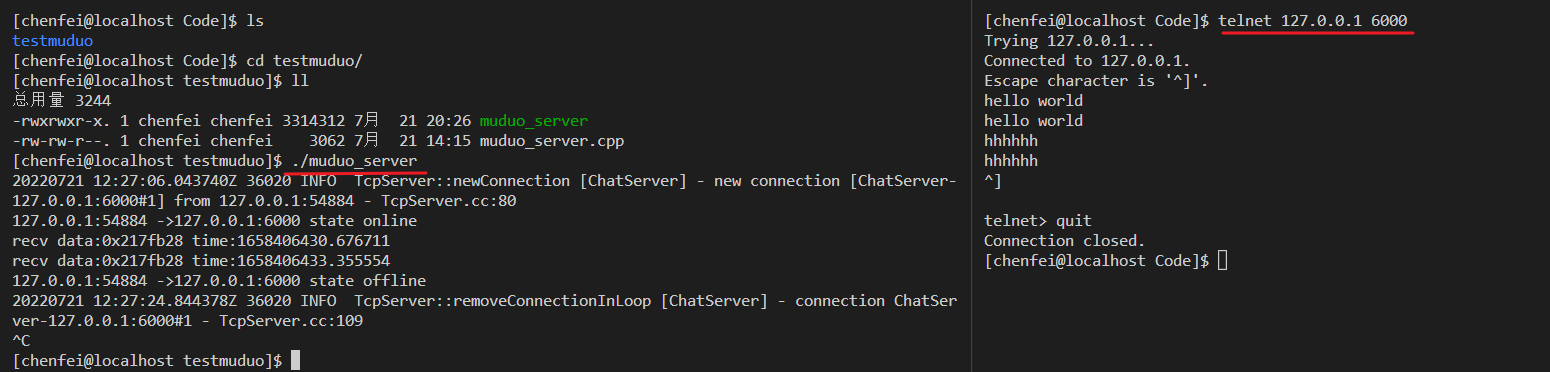 [chenfei@localhost Code]$ ls
testmuduo
[chenfei@localhost Code]$ cd testmuduo/
[chenfei@localhost testmuduo]$ ll
总用量 3244
-rwxrwxr-x. 1 chenfei chenfei 3314312 7月  21 20:26 muduo_server
-rw-rw-r--. 1 chenfei chenfei    3062 7月  21 14:15 muduo_server.cpp
[chenfei@localhost testmuduo]$ ./muduo_server
20220721 12:27:06.043740Z 36020 INFO  TcpServer::newConnection [ChatServer] - new connection [ChatServer-
127.0.0.1:6000#1] from 127.0.0.1:54884 - TcpServer.cc:80
127.0.0.1:54884 ->127.0.0.1:6000 state online
recv data:0x217fb28 time:1658406430.676711
recv data:0x217fb28 time:1658406433.355554
127.0.0.1:54884 ->127.0.0.1:6000 state offline
20220721 12:27:24.844378Z 36020 INFO  TcpServer::removeConnectionInLoop [ChatServer] - connection ChatSer
ver-127.0.0.1:6000#1 - TcpServer.cc:109
^C
[chenfei@localhost testmuduo]$
[chenfei@localhost Code]$ telnet 127.0.0.1 6000
Trying 127.0.0.1...
Connected to 127.0.0.1.
Escape character is '^]'.
hello world
hello world
hhhhhh
hhhhhh
^]
telnet> quit
Connection closed.
[chenfei@localhost Code]$